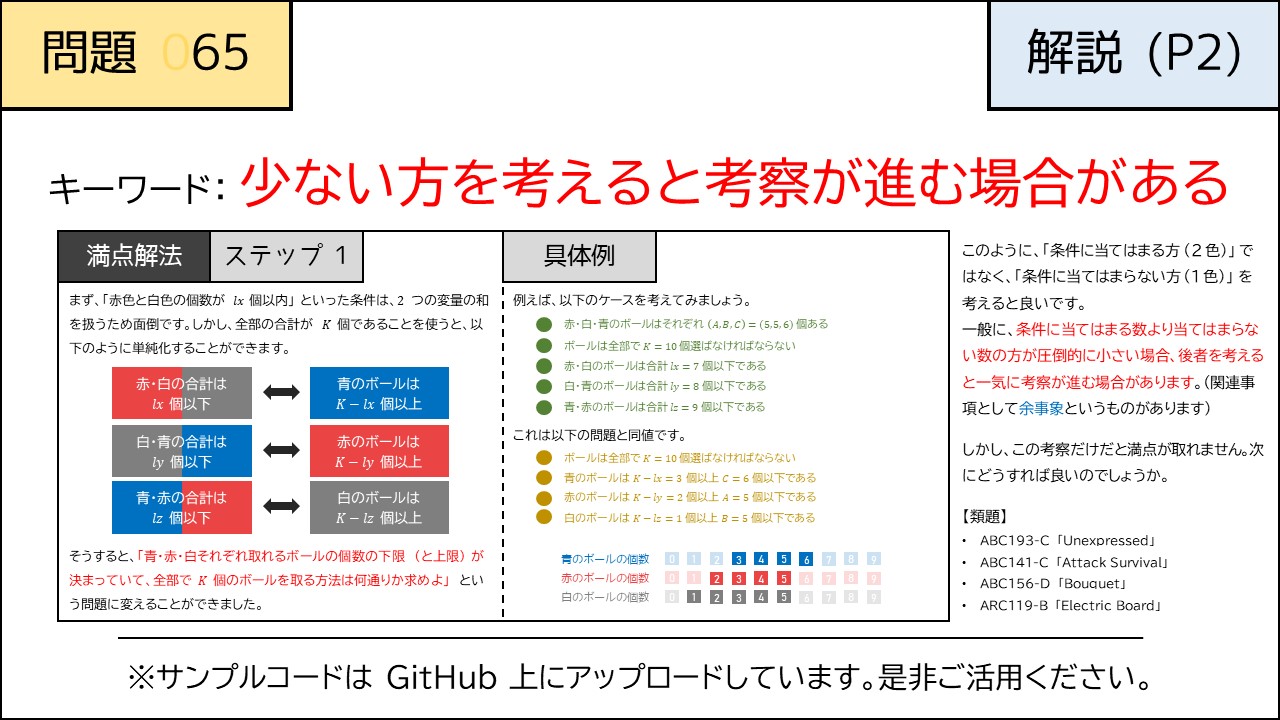 問題 065
解説 (P2)
キーワード: 少ない方を考えると考察が進む場合がある
満点解法
ステップ 1
まず、「赤色と白色の個数が lx 個以内」 といった条件は、2 つの変量の和
を扱うため面倒です。しかし、全部の合計が K 個であることを使うと、以
下のように単純化することができます。
赤・白の合計は
lx 個以下
青のボールは
K − lx 個以上
白・青の合計は
ly 個以下
赤のボールは
K − ly 個以上
青・赤の合計は
lz 個以下
白のボールは
K − lz 個以上
そうすると、「青・赤・白それぞれ取れるボールの個数の下限 (と上限) が
決まっていて、全部で K 個のボールを取る方法は何通りか求めよ」 とい
う問題に変えることができました。
具体例
例えば、以下のケースを考えてみましょう。
赤・白・青のボールはそれぞれ (A,B,C) = (5,5,6) 個ある
ボールは全部で K = 10 個選ばなければならない
赤・白のボールは合計 lx = 7 個以下である
白・青のボールは合計 ly = 8 個以下である
青・赤のボールは合計 lz = 9 個以下である
これは以下の問題と同値です。
ボールは全部で K = 10 個選ばなければならない
青のボールは K − lx = 3 個以上 C = 6 個以下である
赤のボールは K − ly = 2 個以上 A = 5 個以下である
白のボールは K − lz = 1 個以上 B = 5 個以下である
青のボールの個数 0 1 2 3 4 5 6 7 8 9
赤のボールの個数 0 1 2 3 4 5 6 7 8 9
白のボールの個数 0 1 2 3 4 5 6 7 8 9
このように、「条件に当てはまる方（2 色）」 で
はなく、「条件に当てはまらない方（1 色）」 を
考えると良いです。
一般に、条件に当てはまる数より当てはまらな
い数の方が圧倒的に小さい場合、後者を考える
と一気に考察が進む場合があります。（関連事
項として余事象というものがあります）
しかし、この考察だけだと満点が取れません。次
にどうすれば良いのでしょうか。
【類題】
• ABC193-C 「Unexpressed」
• ABC141-C 「Attack Survival」
• ABC156-D 「Bouquet」
• ARC119-B 「Electric Board」
※サンプルコードは GitHub 上にアップロードしています。是非ご活用ください。